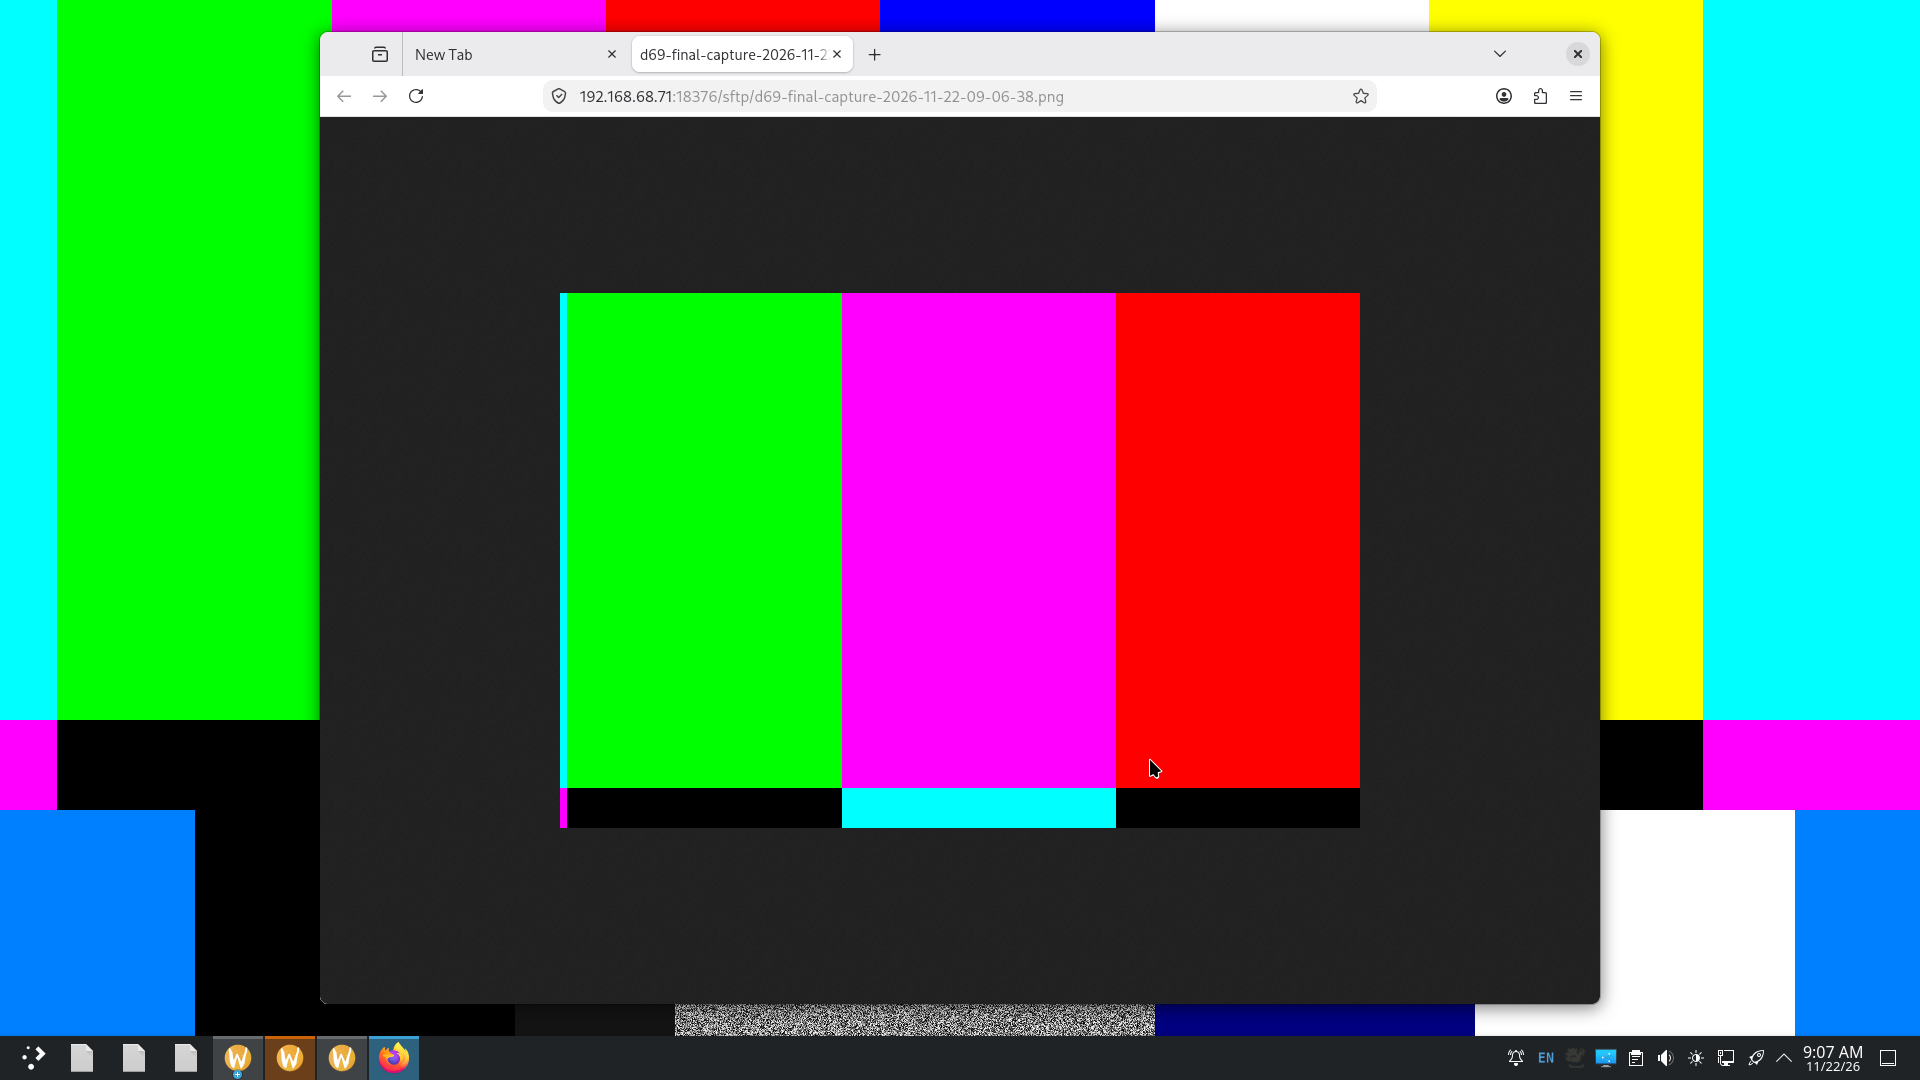 New Tab
d69-final-capture-2026-11-2
192.168.68.71:18376/sftp/d69-final-capture-2026-11-22-09-06-38.png
W W W
EN
9:07 AM
11/22/26